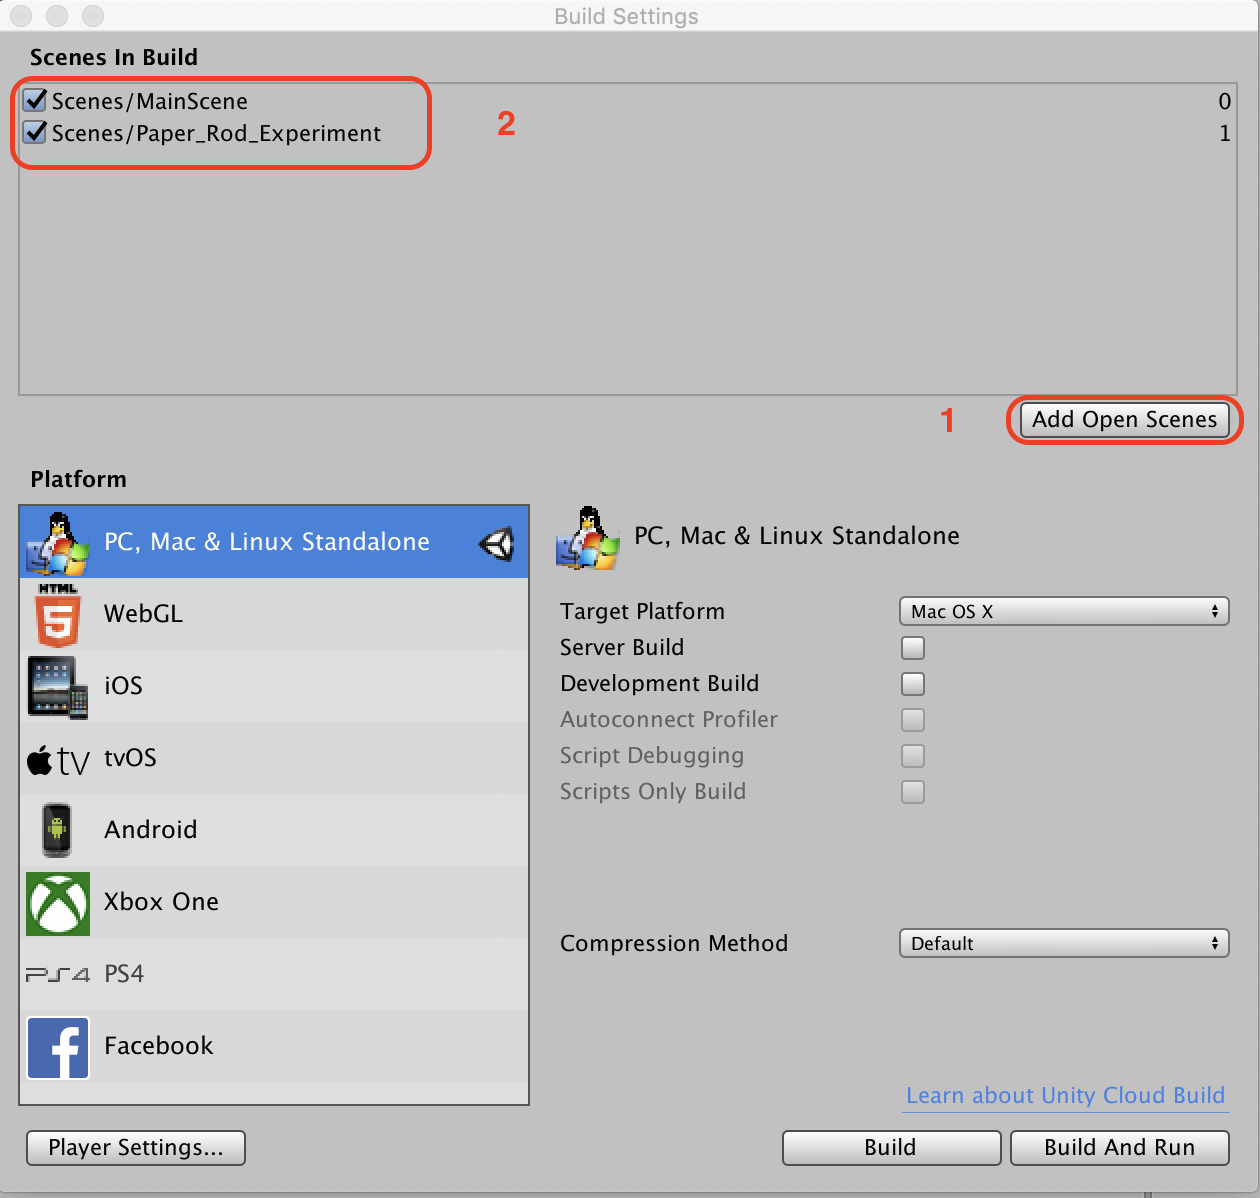 Build Settings
Scenes In Build
Scenes/MainScene 0
Scenes/Paper_Rod_Experiment 1
2
1
Add Open Scenes
Platform
PC, Mac & Linux Standalone
HTML
5
WebGL
iOS
tv
tvOS
Android
Xbox One
PS4
PS4
f
Facebook
PC, Mac & Linux Standalone
Target Platform Mac OS X
Server Build
Development Build
Autoconnect Profiler
Script Debugging
Scripts Only Build
Compression Method Default
Learn about Unity Cloud Build
Player Settings...
Build
Build And Run